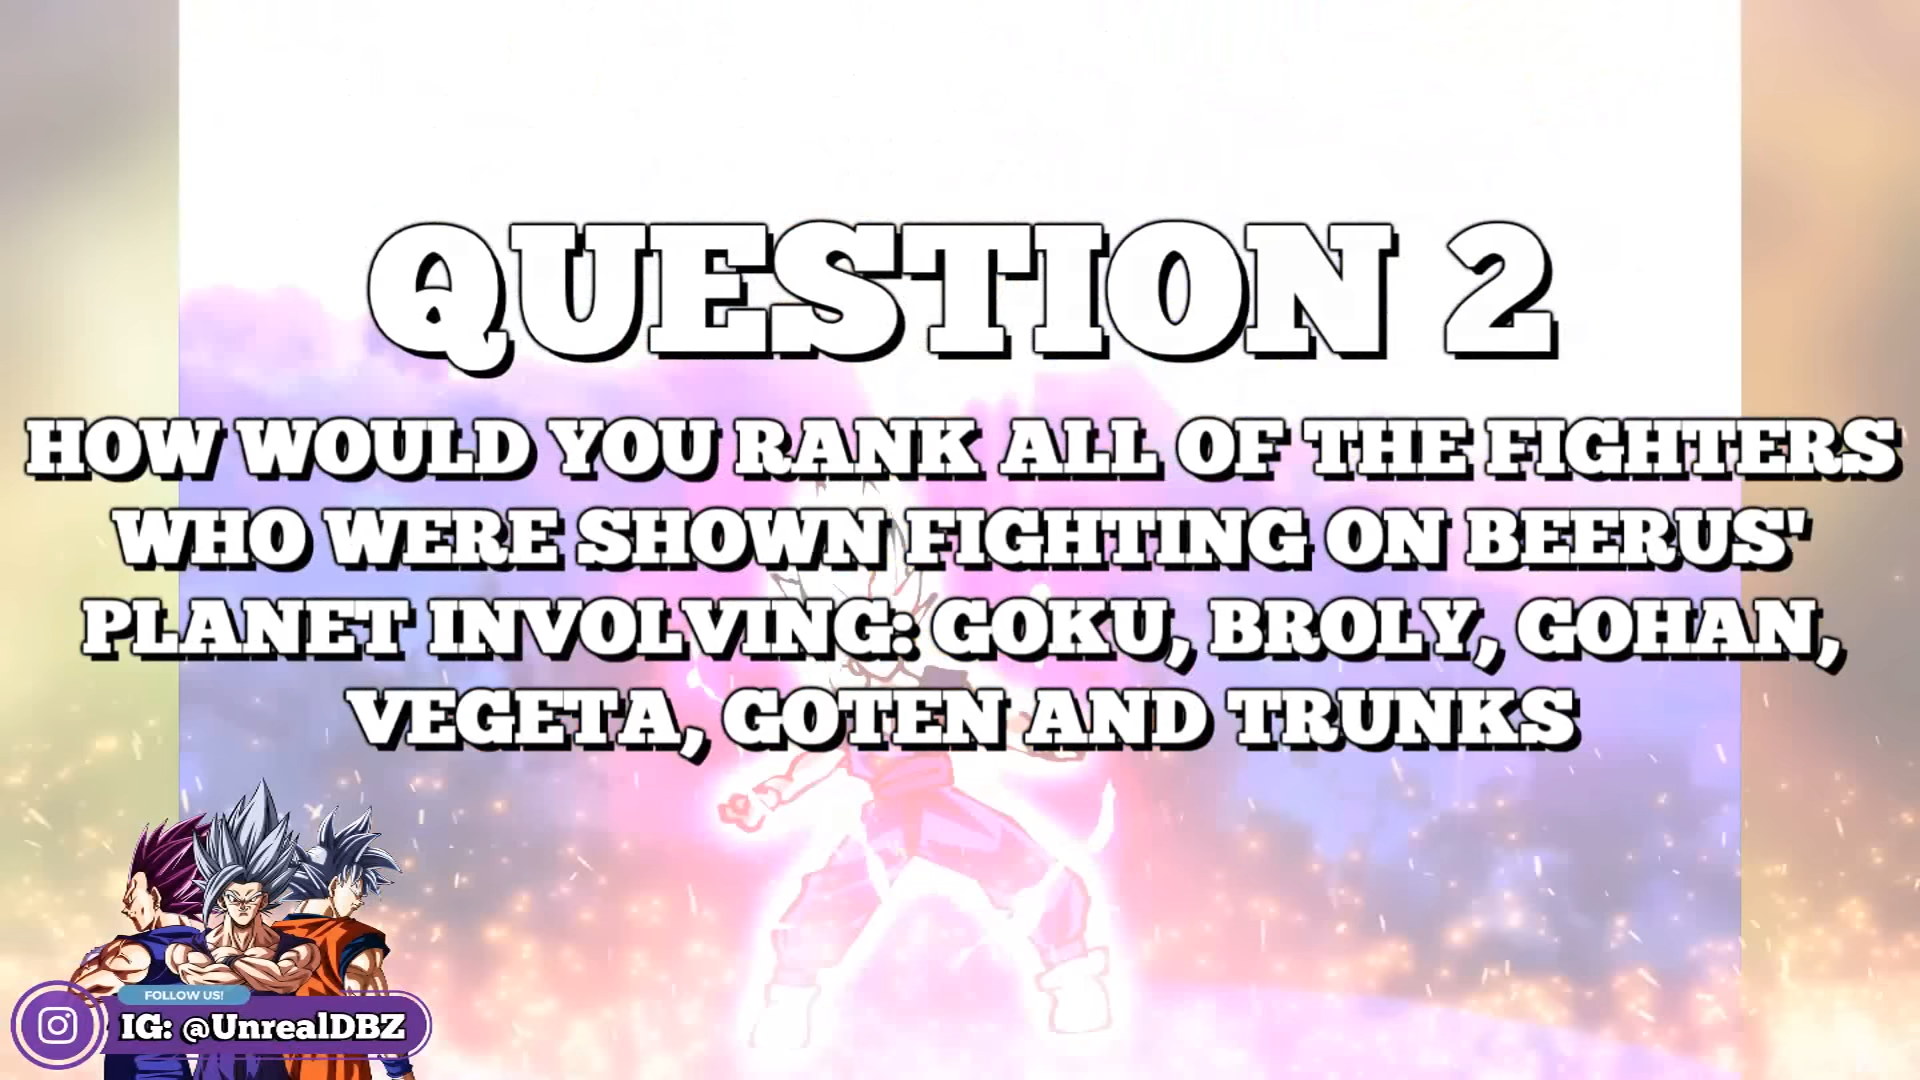 QUESTION 2
HOW WOULD YOU RANK ALL OF THE FIGHTERS
WHO WERE SHOWN FIGHTING ON BEERUS'
PLANET INVOLVING: GOKU, BROLY, GOHAN,
VEGETA, GOTEN AND TRUNKS
FOLLOW US!
IG: @UnrealDBZ